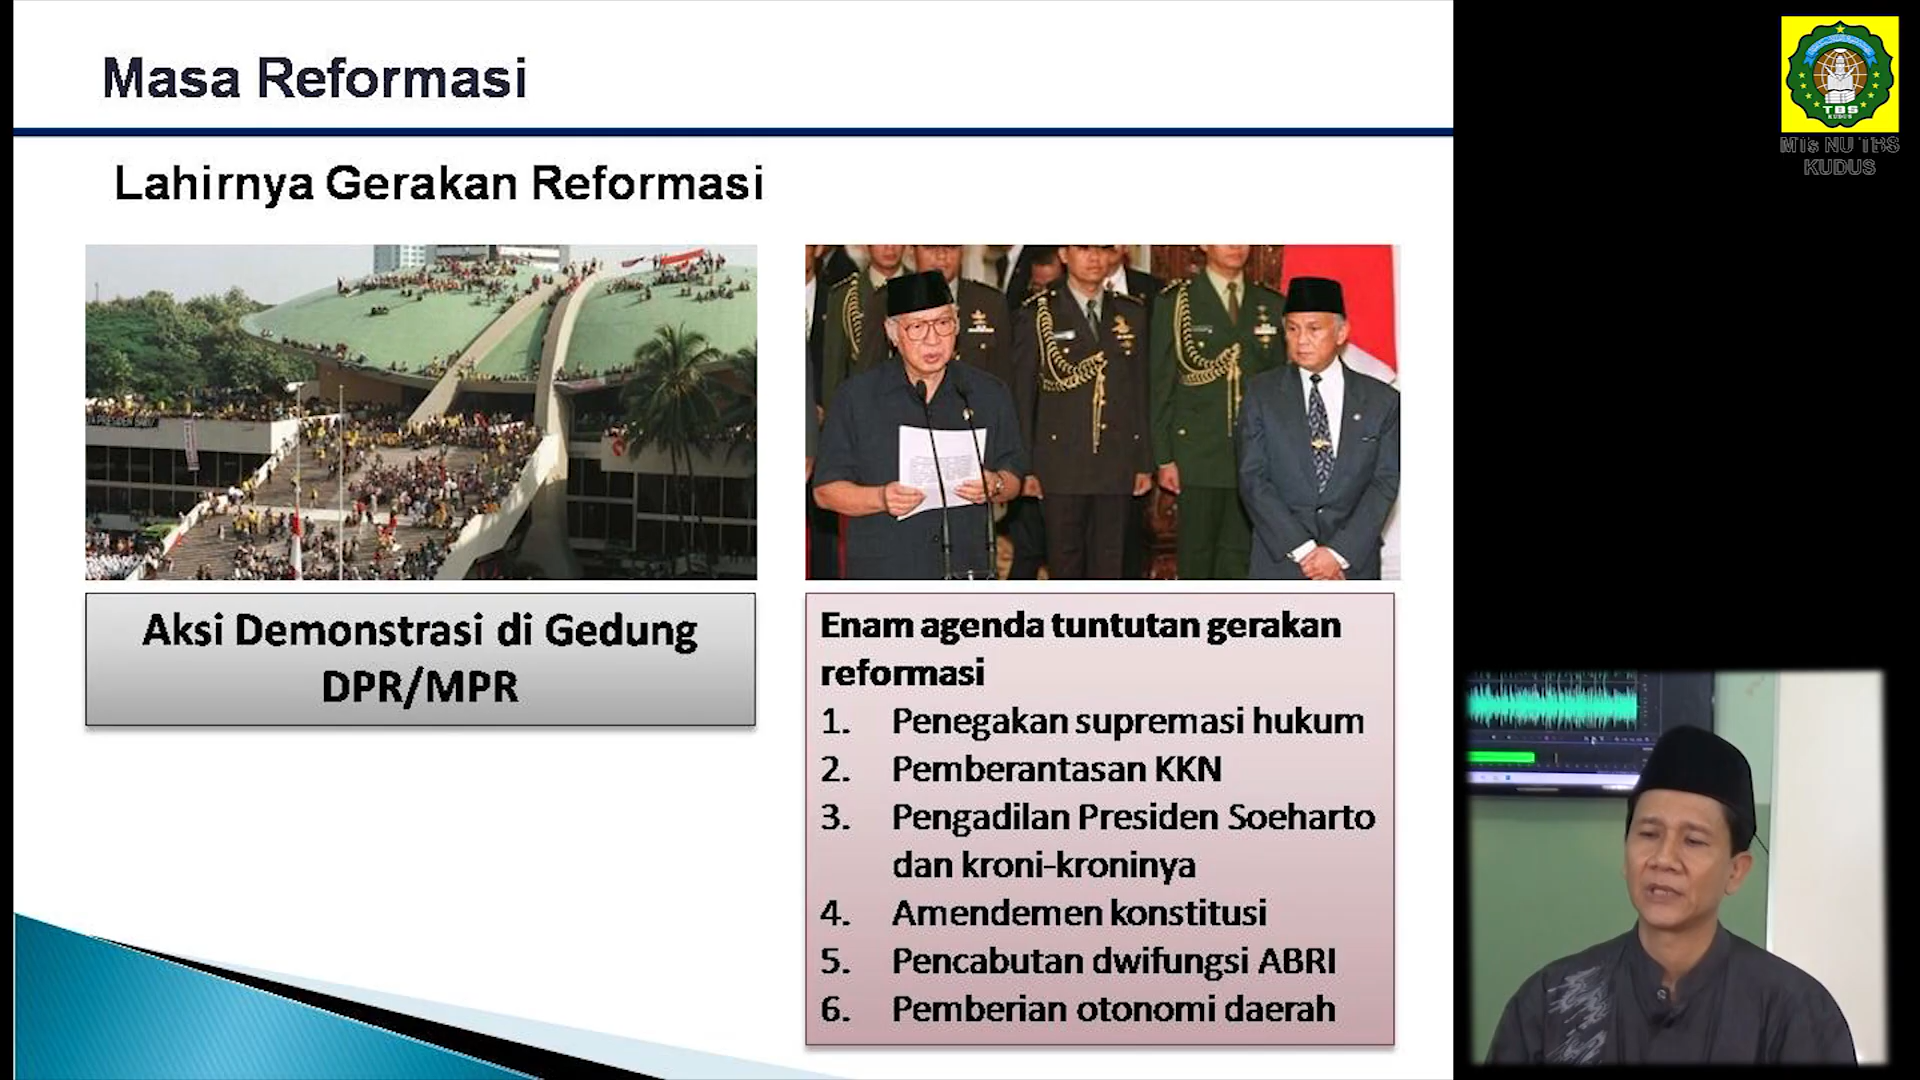 Masa Reformasi
Lahirnya Gerakan Reformasi
Aksi Demonstrasi di Gedung
DPR/MPR
Enam agenda tuntutan gerakan
reformasi
1. Penegakan supremasi hukum
2. Pemberantasan KKN
3. Pengadilan Presiden Soeharto
dan kroni-kroninya
4. Amendemen konstitusi
5. Pencabutan dwifungsi ABRI
6. Pemberian otonomi daerah
TBS
KUDUS
MTs NU TBS
KUDUS